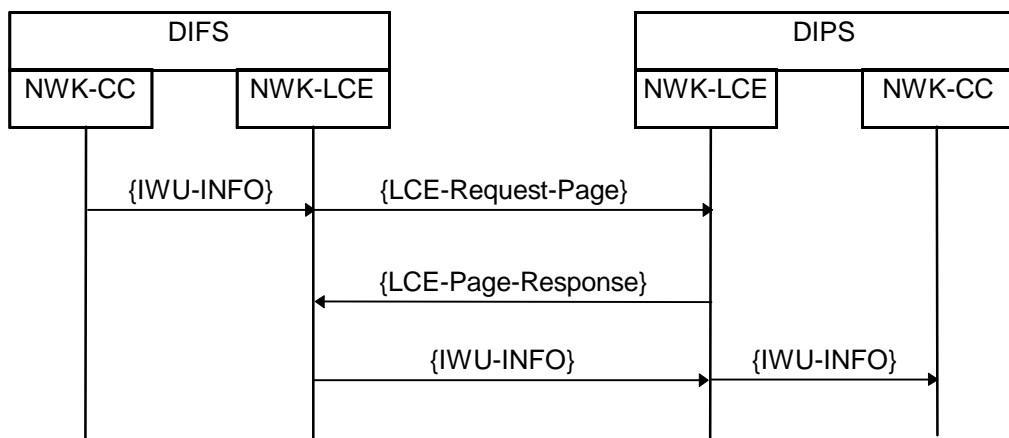 DIFS
DIPS
NWK-CC
NWK-LCE
NWK-LCE
NWK-CC
{IWU-INFO}
{LCE-Request-Page}
{LCE-Page-Response}
{IWU-INFO}
{IWU-INFO}